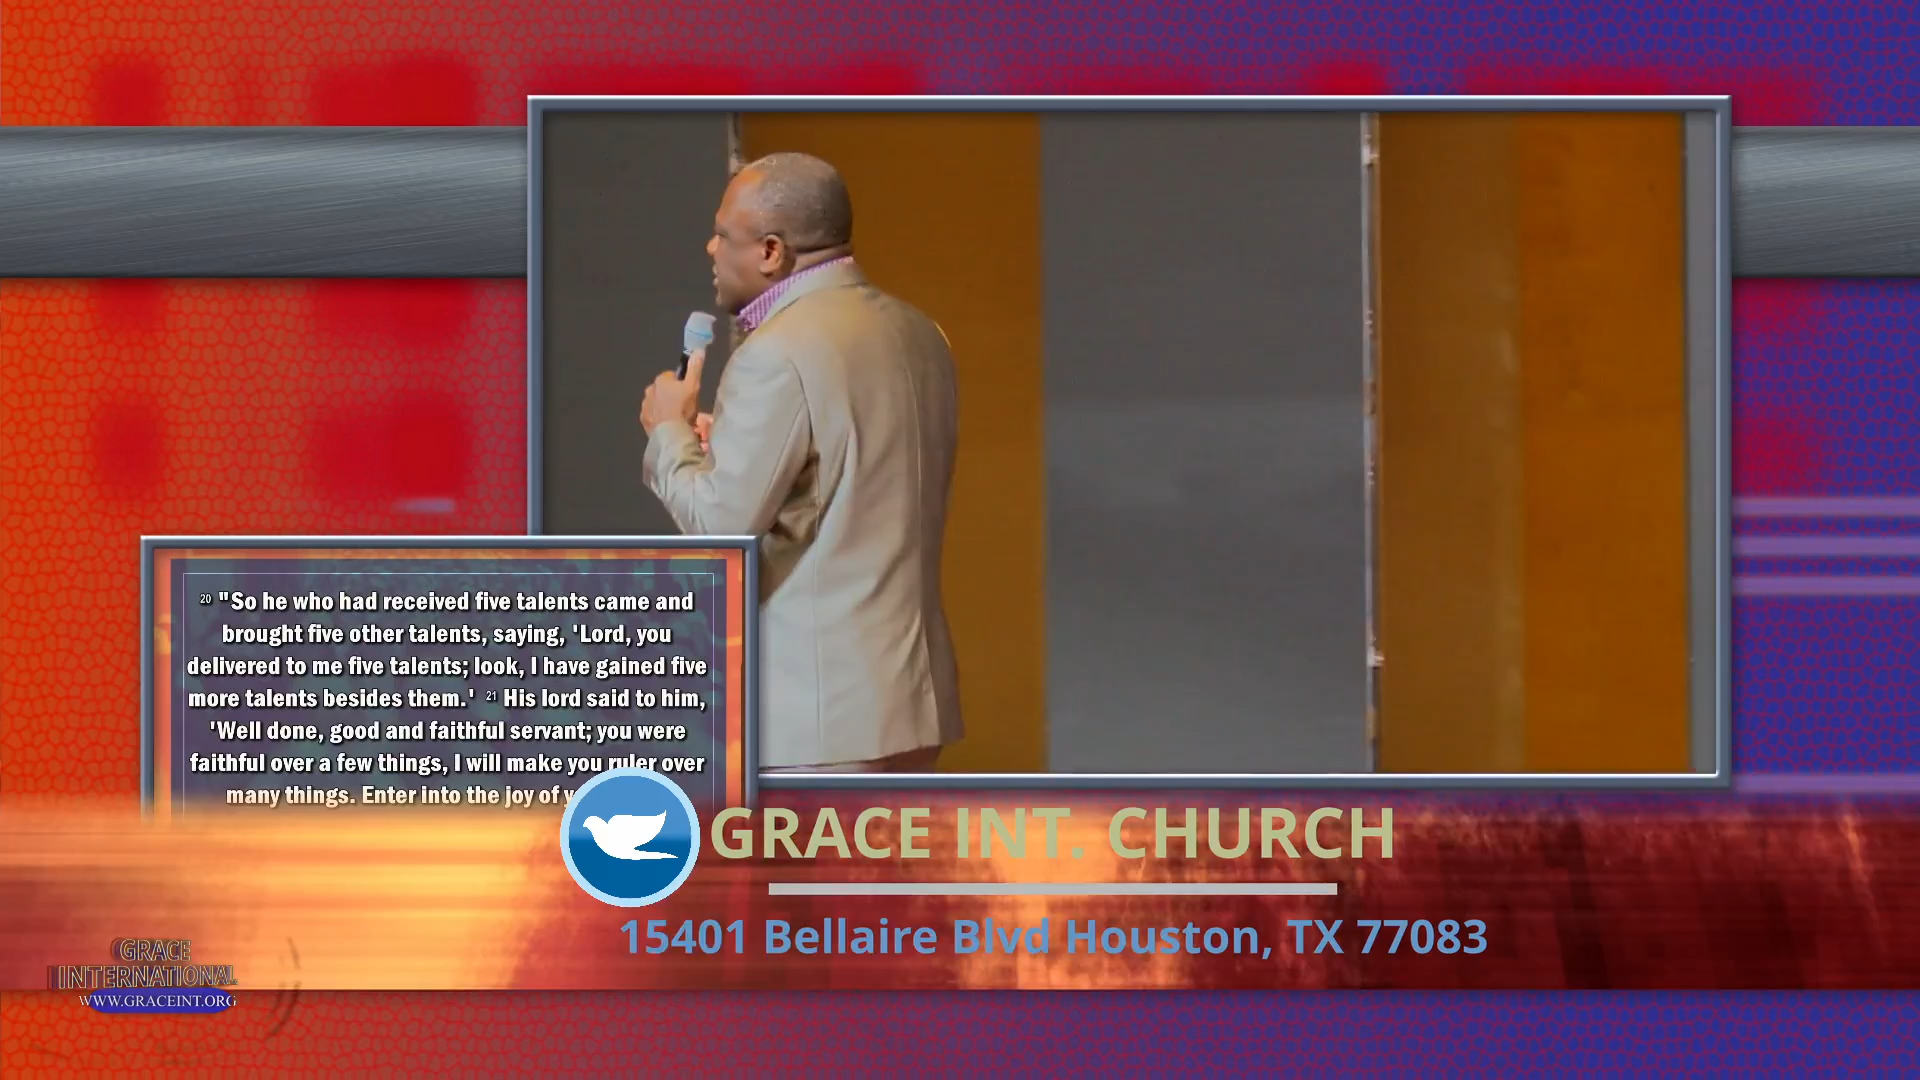 20 "So he who had received five talents came and
brought five other talents, saying, 'Lord, you
delivered to me five talents; look, I have gained five
more talents besides them.' 21 His lord said to him,
'Well done, good and faithful servant; you were
faithful over a few things, I will make you ruler over
many things. Enter into the joy of
GRACE INT. CHURCH
15401 Bellaire Blvd Houston, TX 77083
GRACE
INTERNATIONAL
WWW.GRACEINT.ORG